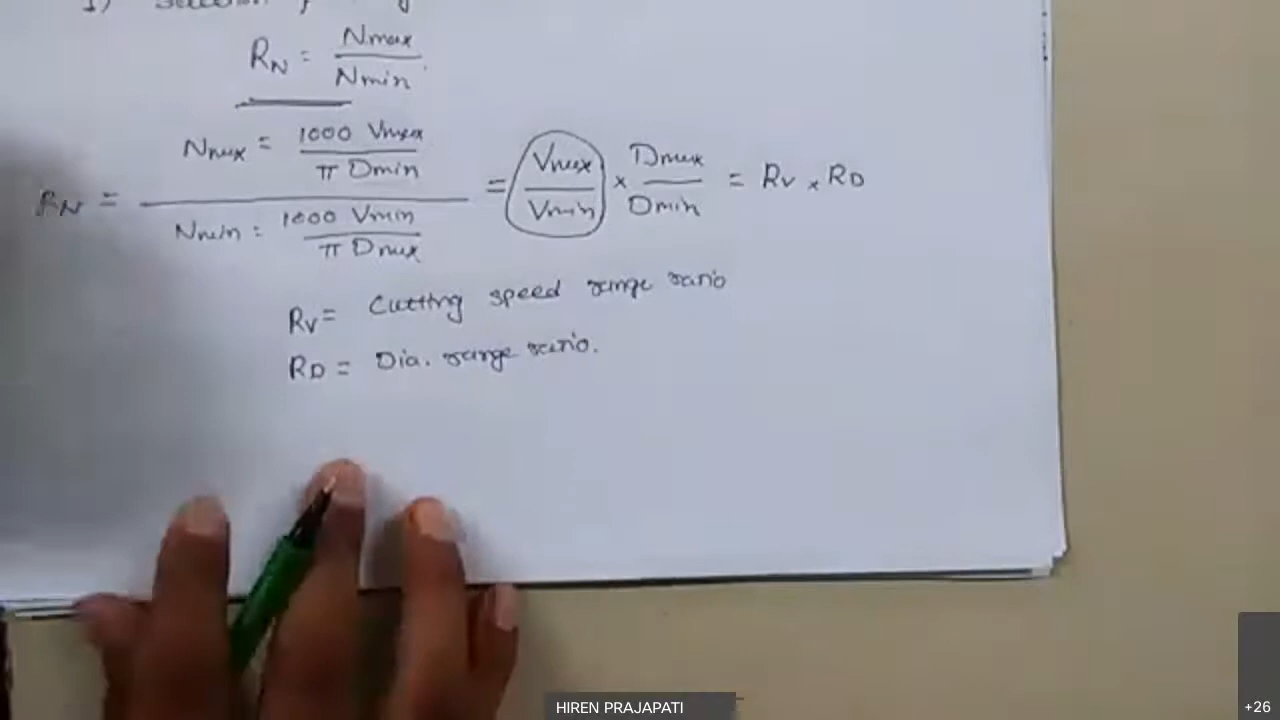 1)
RN = Nmax / Nmin
RN = Nmax = 1000 Vmax / π Dmin / Nmin = 1000 Vmin / π Dmax = Vmax / Vmin × Dmax / Dmin = RV × RD
RV = Cutting speed range ratio
RD = Dia. range ratio.
HIREN PRAJAPATI
+26